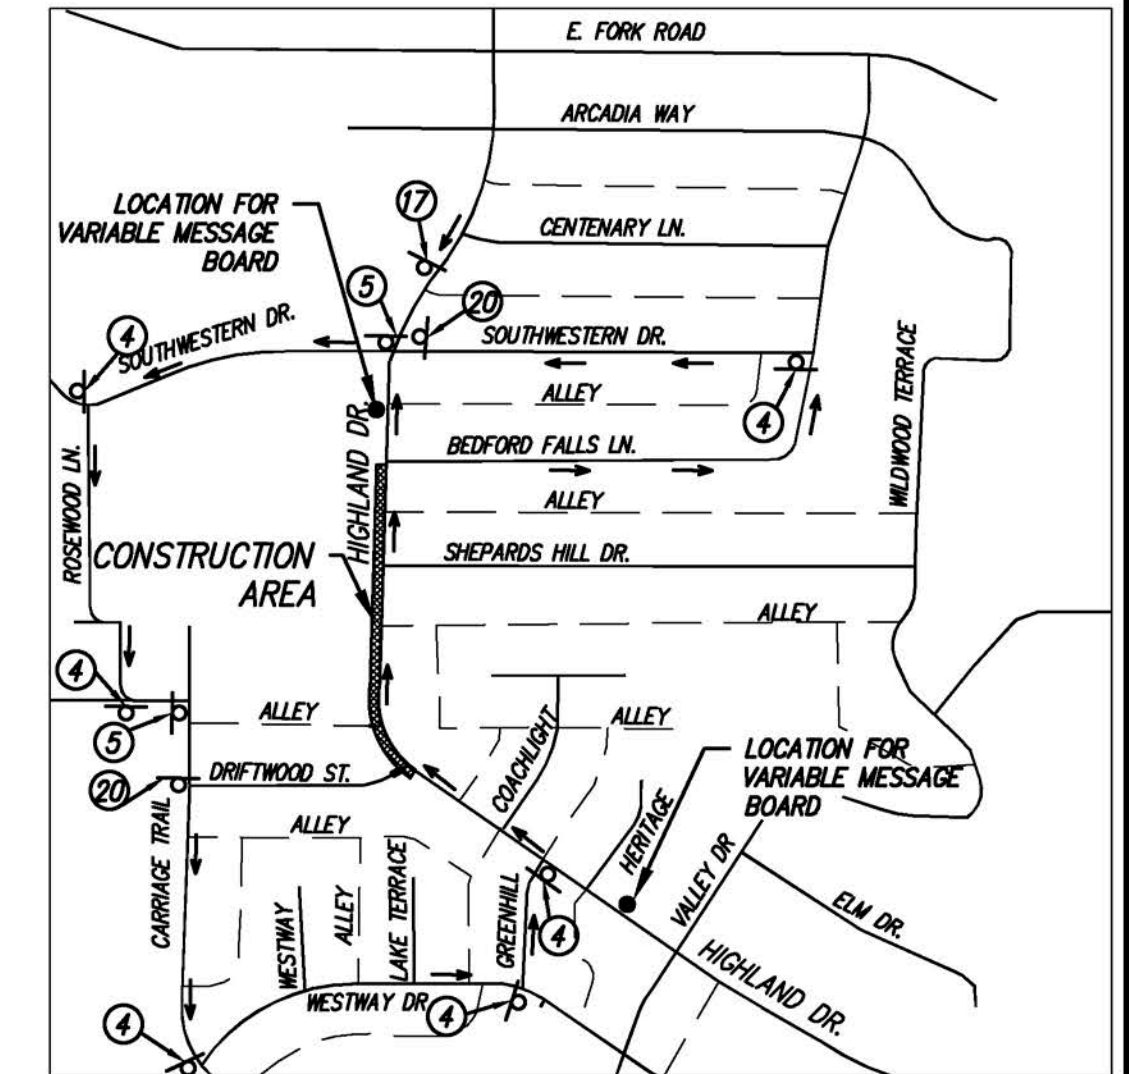 E. FORK ROAD
ARCADIA WAY
LOCATION FOR
VARIABLE MESSAGE
BOARD
17
CENTENARY LN.
5
20
4
SOUTHWESTERN DR.
SOUTHWESTERN DR.
WILDWOOD TERRACE
ALLEY
4
HIGHLAND DR.
BEDFORD FALLS LN.
ROSEWOOD LN.
ALLEY
CONSTRUCTION
AREA
SHEPARDS HILL DR.
ALLEY
4
5
ALLEY
COACHLIGHT
ALLEY
LOCATION FOR
VARIABLE MESSAGE
BOARD
20
DRIFTWOOD ST.
CARRIAGE TRAIL
ALLEY
HERITAGE
VALLEY DR
ELM DR.
WESTWAY
ALLEY
LAKE TERRACE
GREENHILL
4
HIGHLAND DR.
WESTWAY DR
4
4